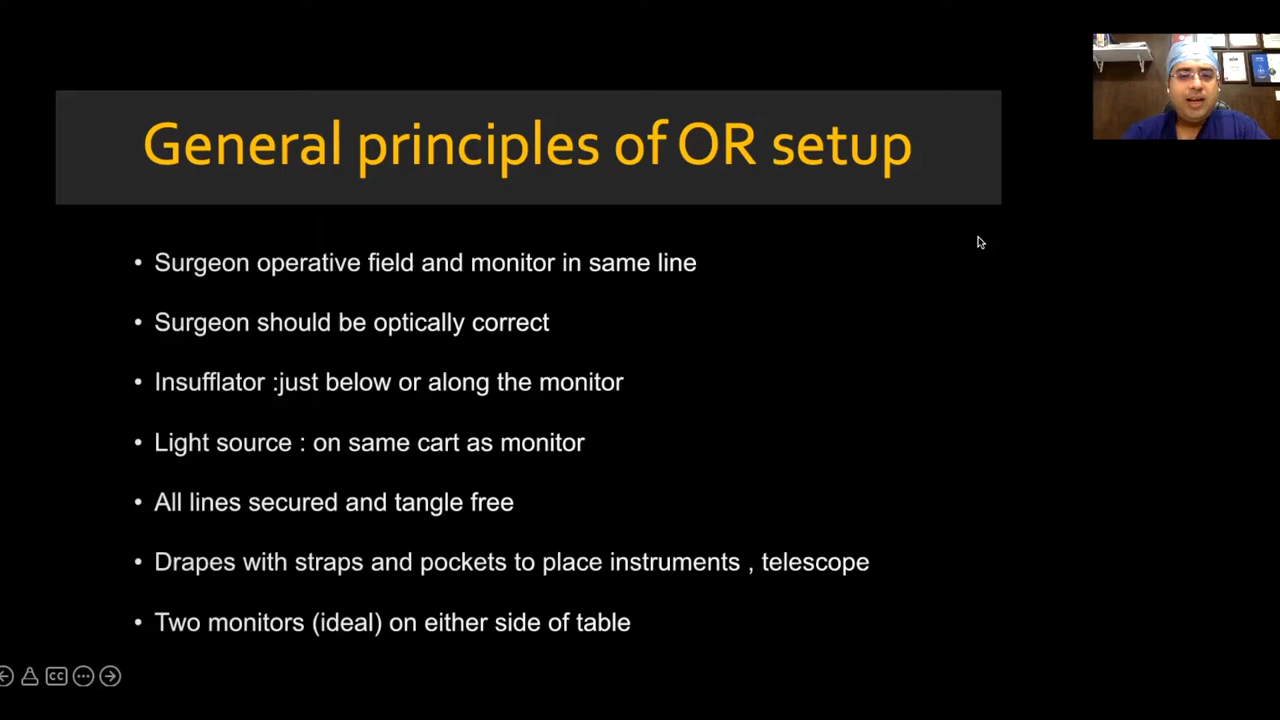 General principles of OR setup
• Surgeon operative field and monitor in same line
• Surgeon should be optically correct
• Insufflator :just below or along the monitor
• Light source : on same cart as monitor
• All lines secured and tangle free
• Drapes with straps and pockets to place instruments , telescope
• Two monitors (ideal) on either side of table
CC